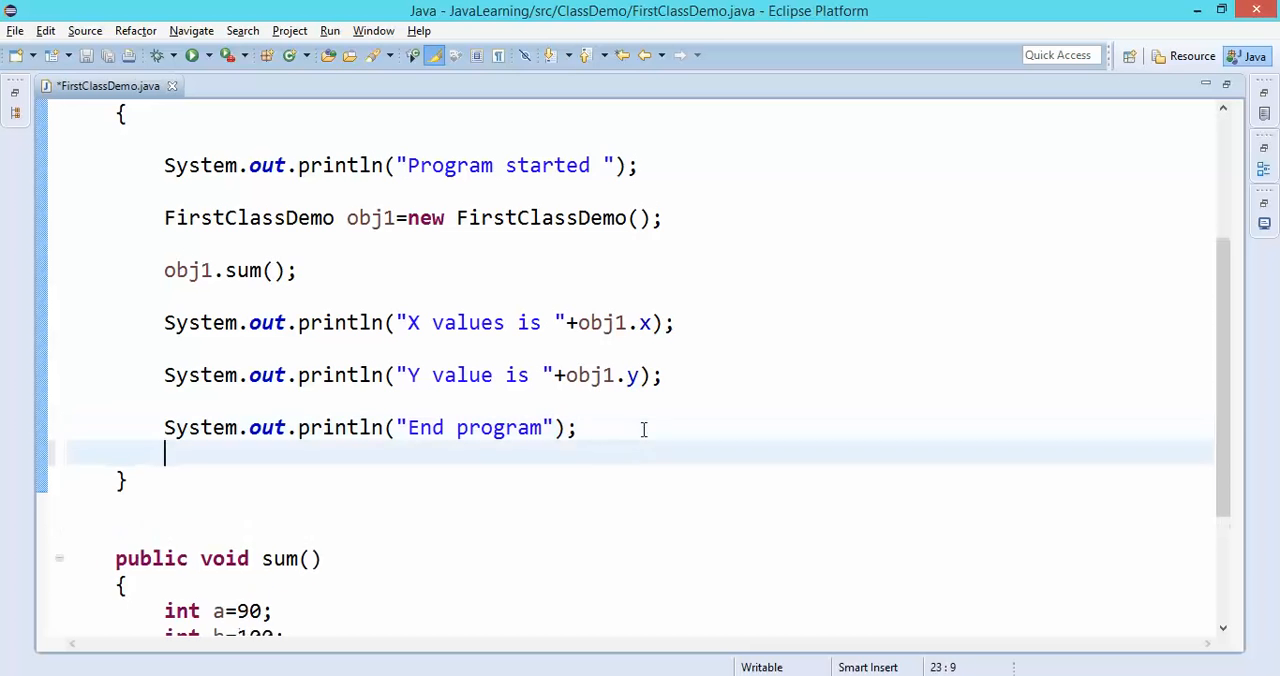 Java - JavaLearning/src/ClassDemo/FirstClassDemo.java - Eclipse Platform
File Edit Source Refactor Navigate Search Project Run Window Help
Quick Access Resource Java
*FirstClassDemo.java
{
System.out.println("Program started ");
FirstClassDemo obj1=new FirstClassDemo();
obj1.sum();
System.out.println("X values is "+obj1.x);
System.out.println("Y value is "+obj1.y);
System.out.println("End program");
}
public void sum()
{
int a=90;
int b=100;
Writable Smart Insert 23 : 9